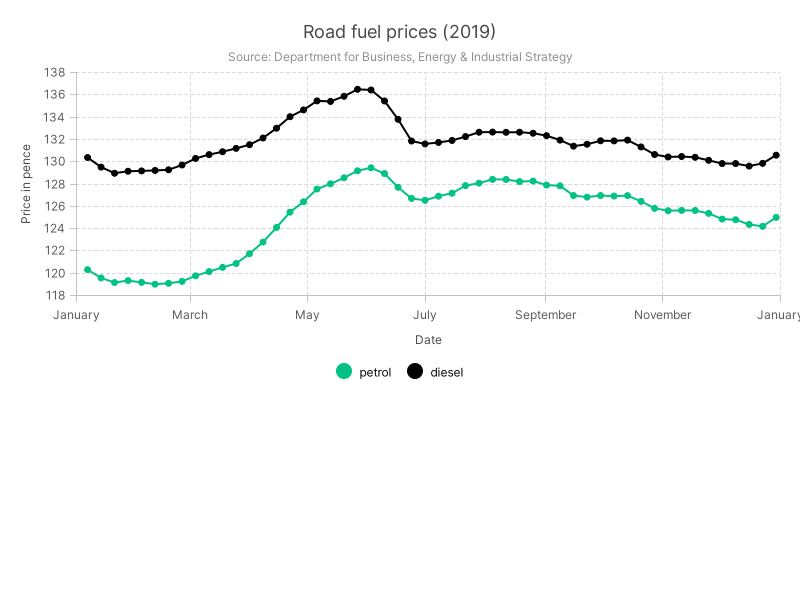 Road fuel prices (2019)
Source: Department for Business, Energy & Industrial Strategy
138
136
134
132
130
128
126
124
122
120
118
Price in pence
January March May July September November January
Date
petrol diesel